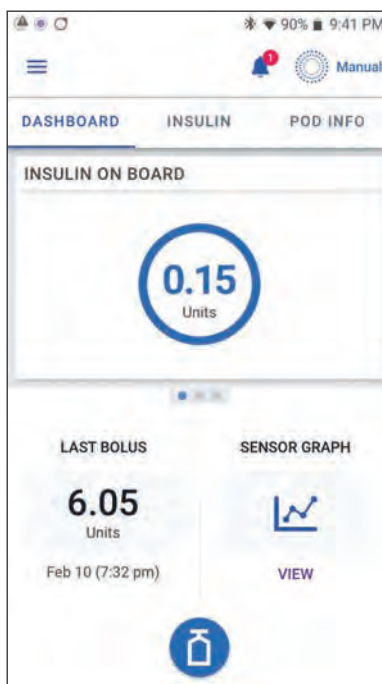 90% 9:41 PM
1
Manual
DASHBOARD INSULIN POD INFO
INSULIN ON BOARD
0.15
Units
LAST BOLUS SENSOR GRAPH
6.05
Units
Feb 10 (7:32 pm) VIEW